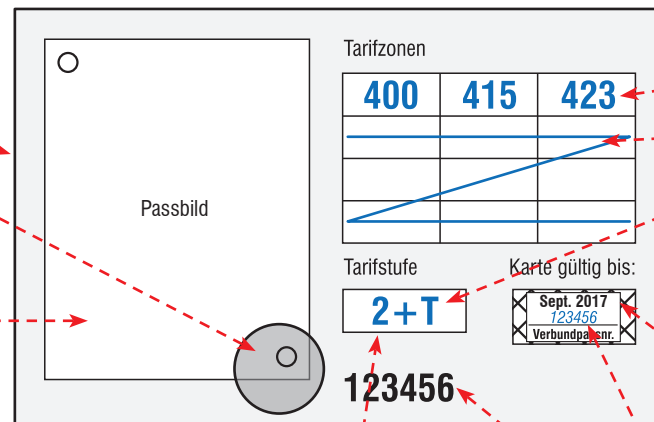 Tarifzonen
400 415 423
Passbild
Tarifstufe
Karte gültig bis:
2+T
Sept. 2017
123456
Verbundpassnr.
123456